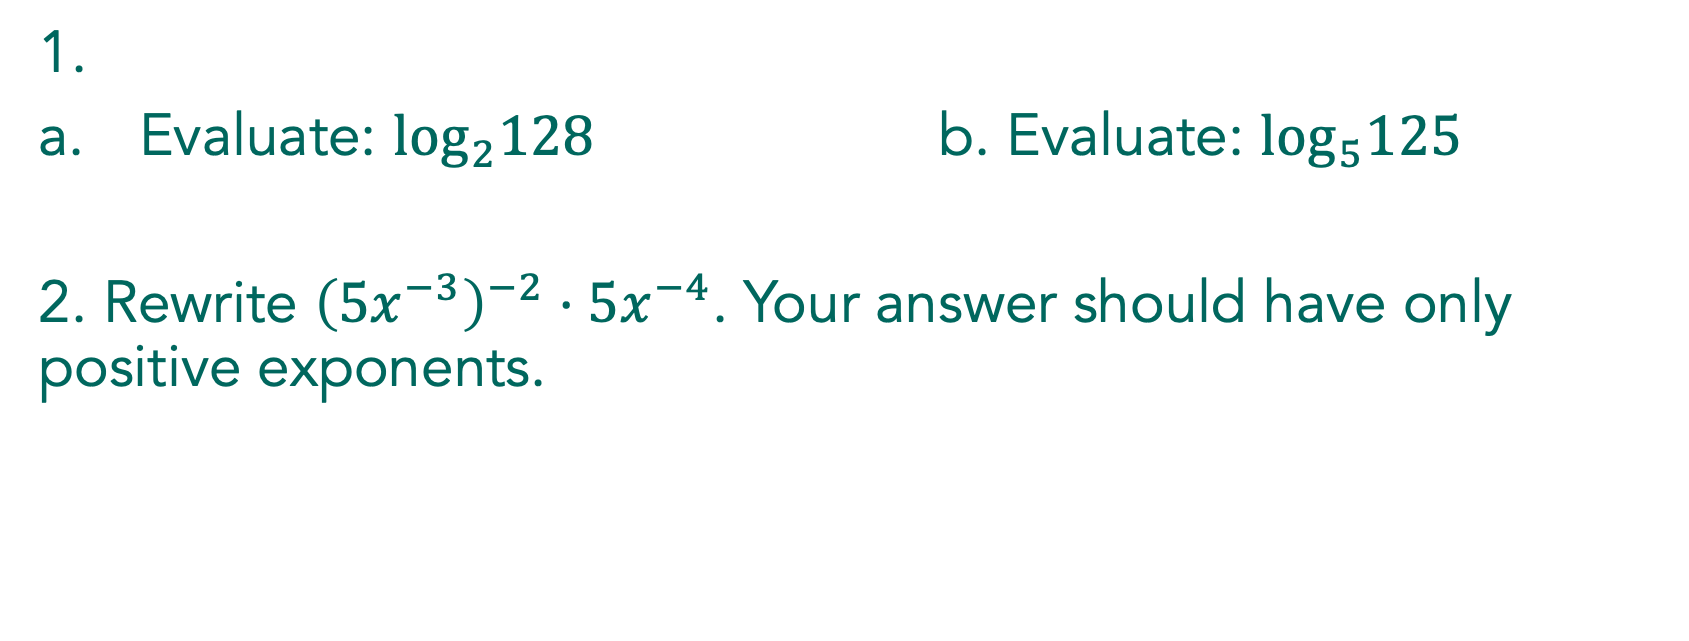 1.
a. Evaluate: log₂128 b. Evaluate: log₅125
2. Rewrite (5x⁻³)⁻² · 5x⁻⁴. Your answer should have only
positive exponents.